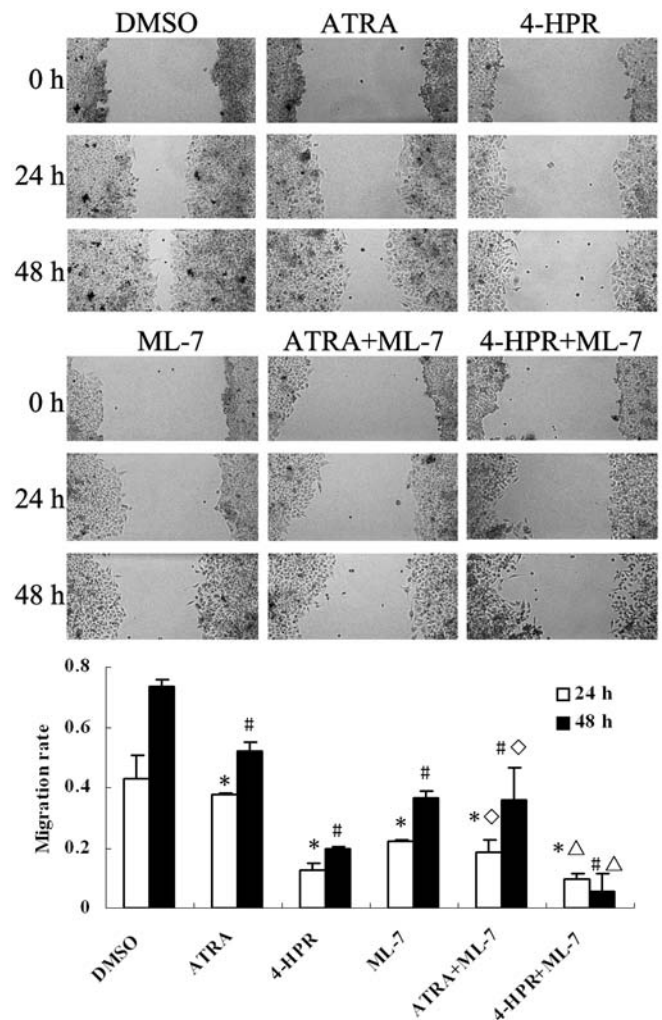 DMSO ATRA 4-HPR
0 h
24 h
48 h
ML-7 ATRA+ML-7 4-HPR+ML-7
0 h
24 h
48 h
0.8
0.6
0.4
0.2
0
Migration rate
24 h
48 h
#
*
* #
* #
* ◇ # ◇
* △ # △
DMSO
ATRA
4-HPR
ML-7
ATRA+ML-7
4-HPR+ML-7